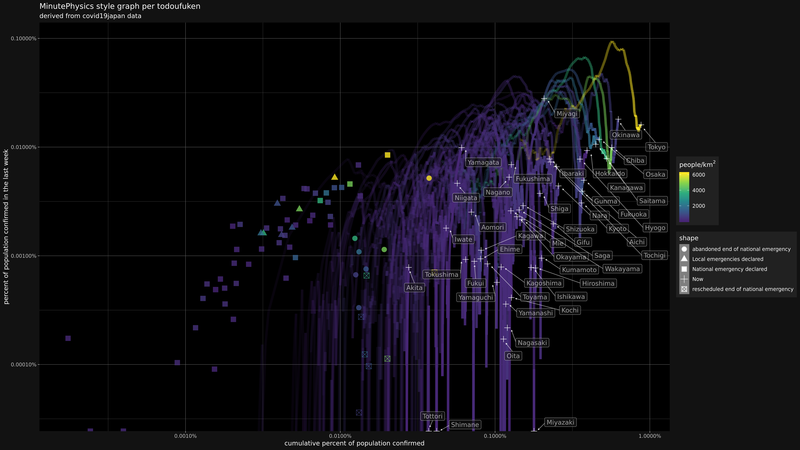 MinutePhysics style graph per todoufuken
derived from covid19japan data
percent of population confirmed in the last week
0.10000%
0.01000%
0.00100%
0.00010%
Miyagi
Okinawa
Tokyo
Yamagata
Chiba
Ibaraki
Hokkaido
Osaka
Fukushima
Kanagawa
Nagano
Saitama
Niigata
Gunma
Shiga
Fukuoka
Nara
Aomori
Hyogo
Shizuoka
Kyoto
Iwate
Kagawa
Mie
Gifu
Aichi
Ehime
Okayama
Saga
Tochigi
Tokushima
Kumamoto
Wakayama
Akita
Fukui
Kagoshima
Hiroshima
Yamaguchi
Toyama
Ishikawa
Yamanashi
Kochi
Nagasaki
Oita
Tottori
Shimane
Miyazaki
0.0010%
0.0100%
0.1000%
1.0000%
cumulative percent of population confirmed
people/km²
6000
4000
2000
shape
abandoned end of national emergency
Local emergencies declared
National emergency declared
Now
rescheduled end of national emergency